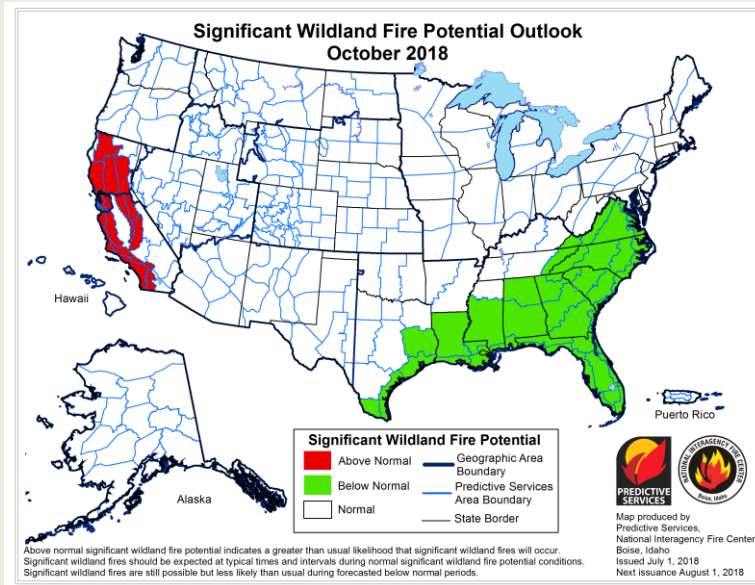 Significant Wildland Fire Potential Outlook
October 2018
Hawaii
Puerto Rico
Alaska
Significant Wildland Fire Potential
Above Normal
Below Normal
Normal
Geographic Area
Boundary
Predictive Services
Area Boundary
State Border
PREDICTIVE
SERVICES
NATIONAL INTERAGENCY FIRE CENTER
Boise, Idaho
Map produced by
Predictive Services,
National Interagency Fire Center
Boise, Idaho
Issued July 1, 2018
Next issuance August 1, 2018
Above normal significant wildland fire potential indicates a greater than usual likelihood that significant wildland fires will occur.
Significant wildland fires should be expected at typical times and intervals during normal significant wildland fire potential conditions.
Significant wildland fires are still possible but less likely than usual during forecasted below normal periods.